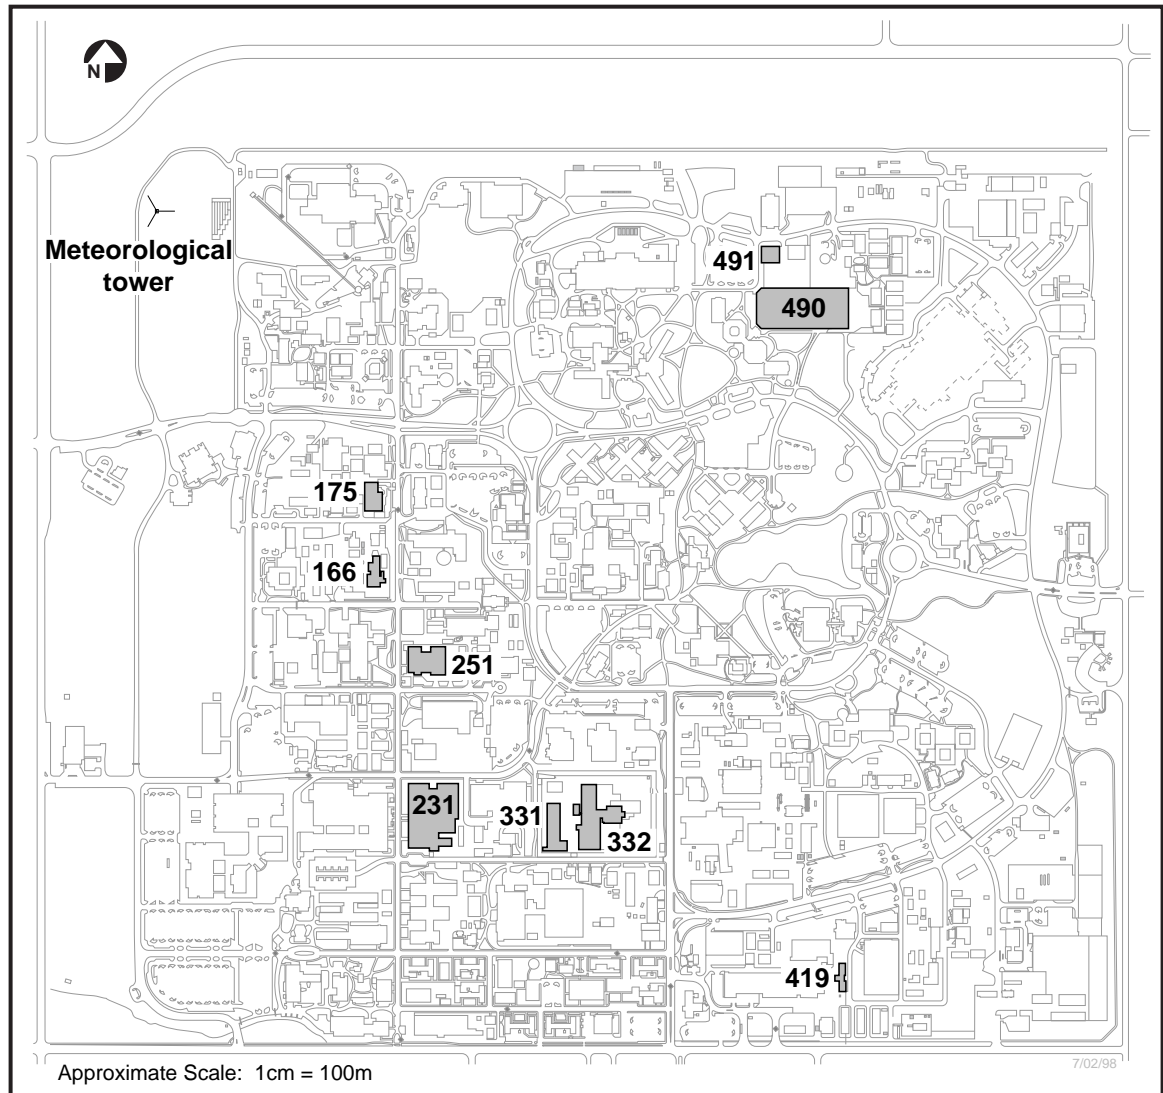 N
Meteorological
tower
491
490
175
166
251
231
331
332
419
Approximate Scale: 1cm = 100m
7/02/98